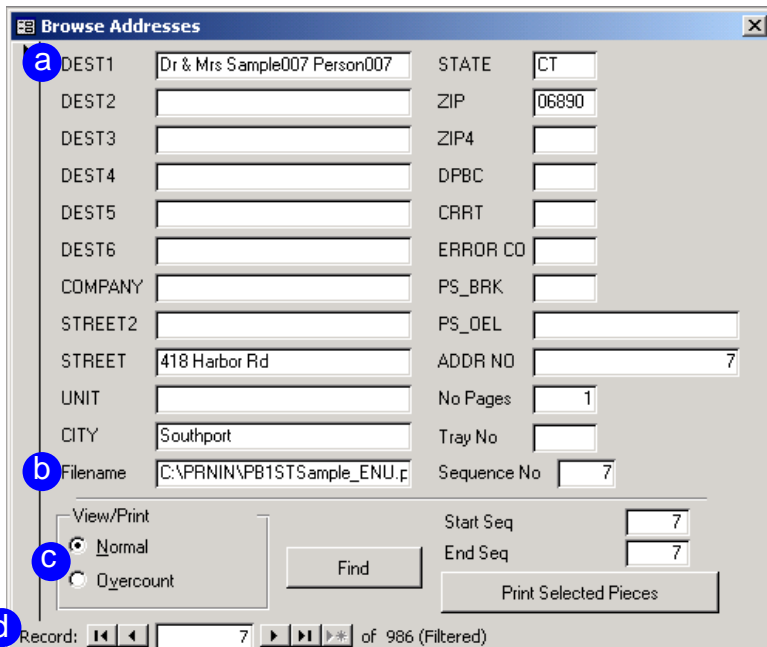 Browse Addresses
a DEST1 Dr & Mrs Sample007 Person007 STATE CT
DEST2 ZIP 06890
DEST3 ZIP4
DEST4 DPBC
DEST5 CRRT
DEST6 ERROR CO
COMPANY PS_BRK
STREET2 PS_OEL
STREET 418 Harbor Rd ADDR NO 7
UNIT No Pages 1
CITY Southport Tray No
b Filename C:\PRNIN\PB1STSample_ENU.p Sequence No 7
View/Print Start Seq 7
c Normal Find End Seq 7
Overcount Print Selected Pieces
d Record: 7 of 986 (Filtered)